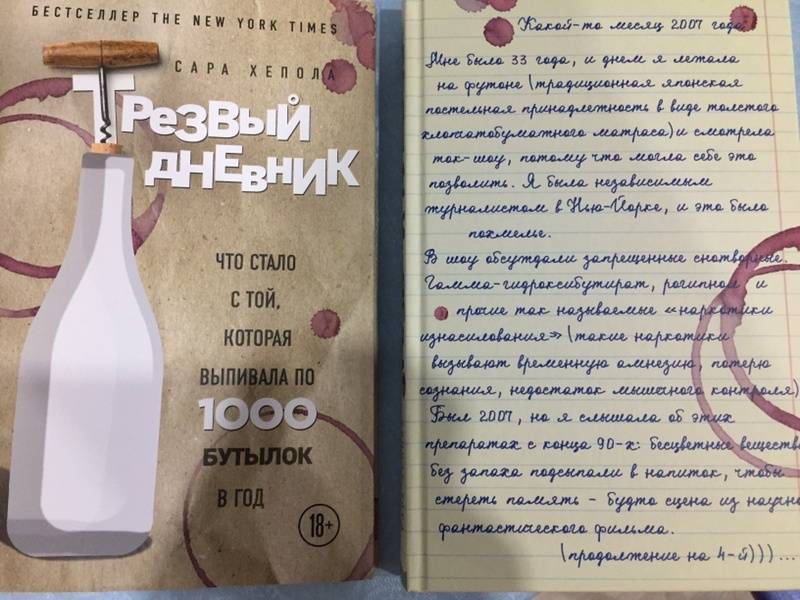 БЕСТСЕЛЛЕР THE NEW YORK TIMES
САРА ХЕПОЛА
ТРЕЗВЫЙ
ДНЕВНИК
ЧТО СТАЛО
С ТОЙ,
КОТОРАЯ
ВЫПИВАЛА ПО
1000
БУТЫЛОК
В ГОД
18+
Какой-то месяц 2007 года
Мне было 33 года, и днем я лежала
на футоне (традиционная японская
постельная принадлежность в виде толстого
хлопчатобумажного матраса) и смотрела
ток-шоу, потому что могла себе это
позволить. Я была независимым
журналистом в Нью-Йорке, и это было
похмелье.
В шоу обсуждали запрещенные снотворные.
Гамма-гидроксибутират, рогипнол и
прочие так называемые «наркотики
изнасилования» (такие наркотики
вызывают временную амнезию, потерю
сознания, недостаток мышечного контроля)
Был 2007, но я слышала об этих
препаратах с конца 90-х: бесцветные веществ
без запаха подсыпали в напиток, чтобы
стереть память – будто сцена из научно
фантастического фильма.
(продолжение на 4-й))) ...